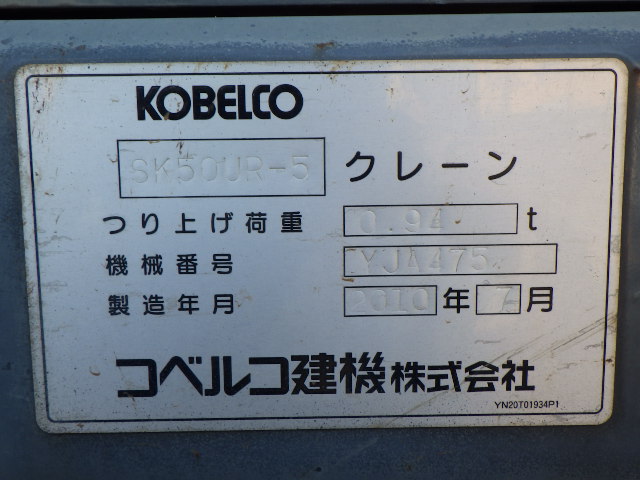 KOBELCO
SK50UR-5 クレーン
つり上げ荷重 0.94 t
機械番号 YJA475
製造年月 2010 年 7 月
コベルコ建機株式会社
YN20T01934P1